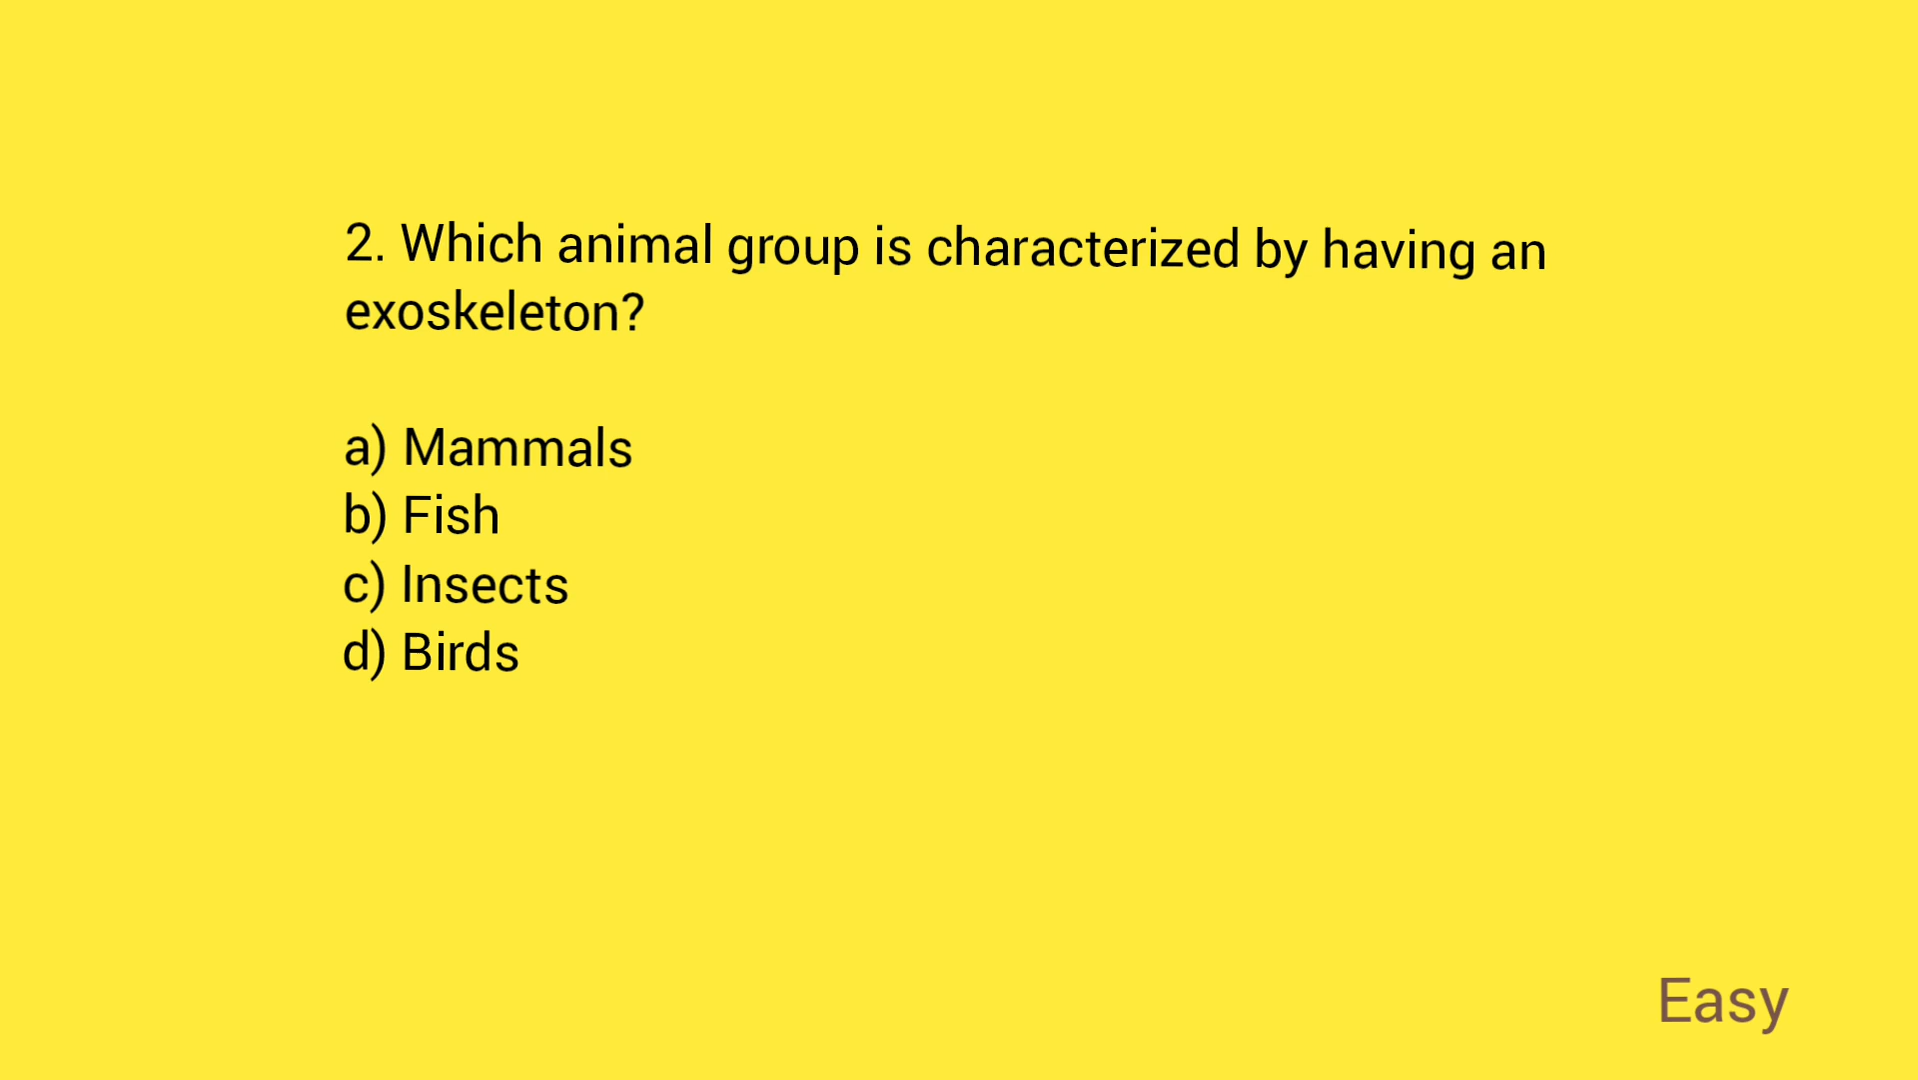 2. Which animal group is characterized by having an
exoskeleton?
a) Mammals
b) Fish
c) Insects
d) Birds
Easy